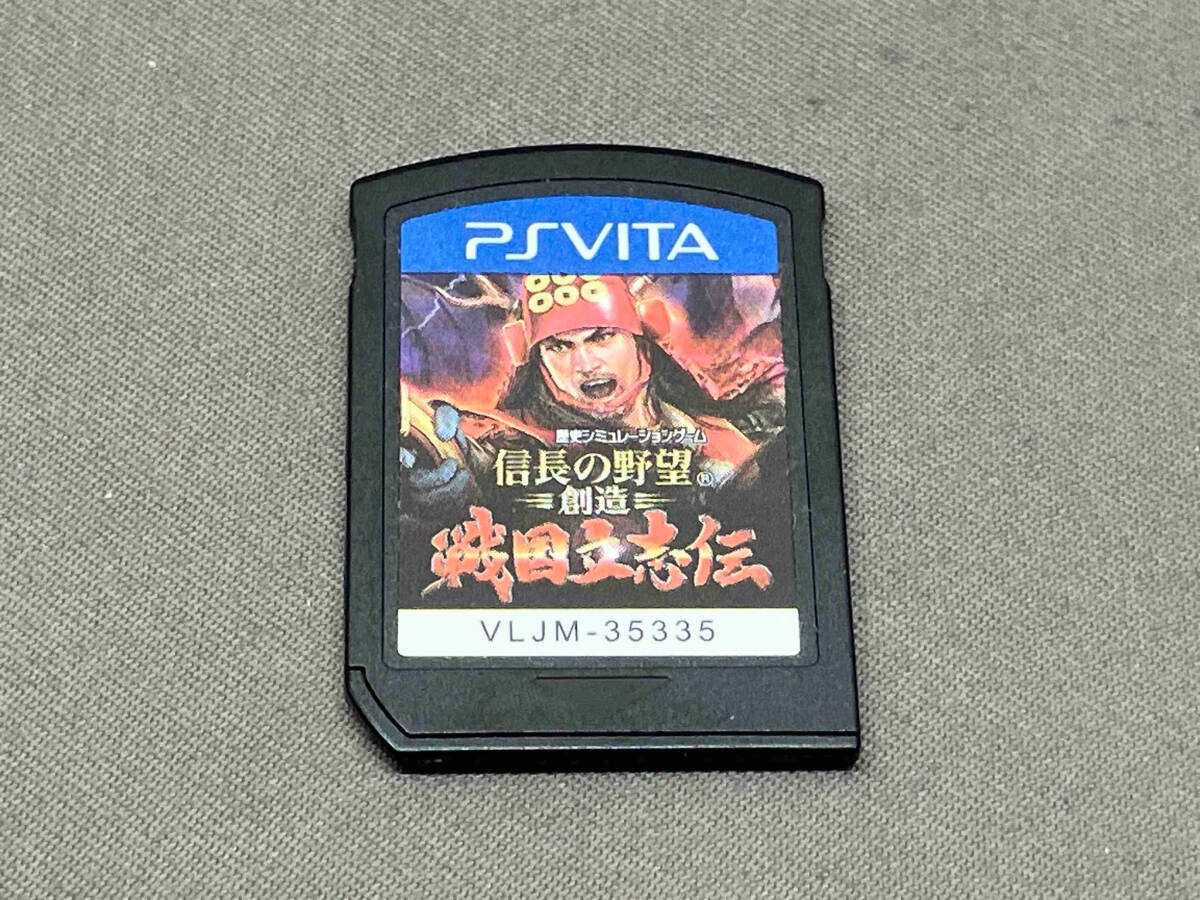 PSVITA
歴史シミュレーションゲーム
信長の野望®
創造
戦国立志伝
VLJM-35335